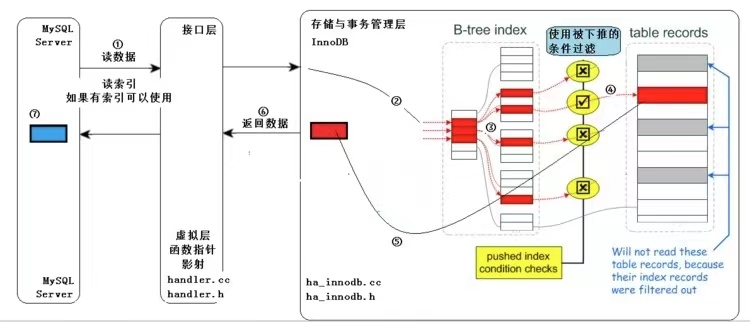 MySQL
Server
①
读数据
读索引
如果有索引可以使用
⑦
MySQL
Server
接口层
⑥
返回数据
虚拟层
函数指针
影射
handler.cc
handler.h
存储与事务管理层
InnoDB
②
③
④
⑤
ha_innodb.cc
ha_innodb.h
B-tree index
使用被下推的
条件过滤
table records
pushed index
condition checks
Will not read these
table records, because
their index records
were filtered out